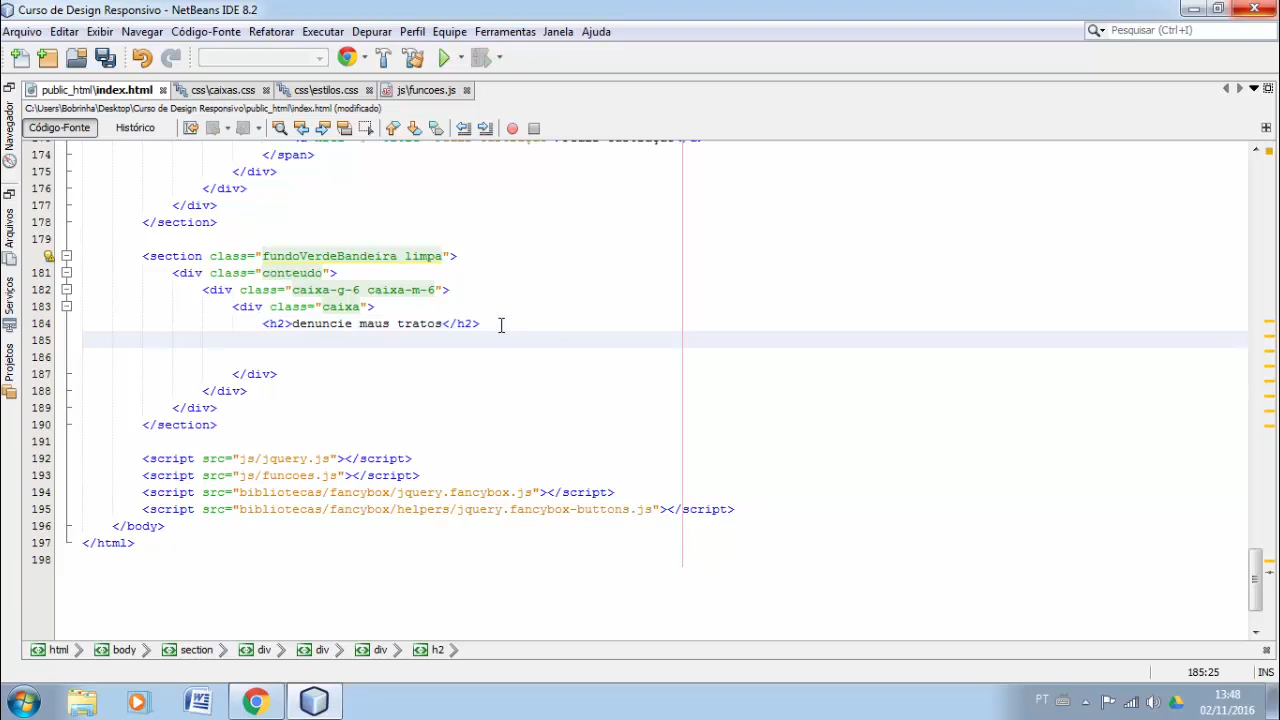 Curso de Design Responsivo - NetBeans IDE 8.2
Arquivo Editar Exibir Navegar Código-Fonte Refatorar Executar Depurar Perfil Equipe Ferramentas Janela Ajuda
Pesquisar (Ctrl+I)
public_html\index.html css\caixas.css css\estilos.css js\funcoes.js
C:\Users\Bobrinha\Desktop\Curso de Design Responsivo\public_html\index.html (modificado)
Código-Fonte Histórico
Navegador
Arquivos
Serviços
Projetos
174 </span>
175 </div>
176 </div>
177 </div>
178 </section>
179
<section class="fundoVerdeBandeira limpa">
181 <div class="conteudo">
182 <div class="caixa-g-6 caixa-m-6">
183 <div class="caixa">
184 <h2>denuncie maus tratos</h2>
185
186
187 </div>
188 </div>
189 </div>
190 </section>
191
192 <script src="js/jquery.js"></script>
193 <script src="js/funcoes.js"></script>
194 <script src="bibliotecas/fancybox/jquery.fancybox.js"></script>
195 <script src="bibliotecas/fancybox/helpers/jquery.fancybox-buttons.js"></script>
196 </body>
197 </html>
198
html body section div div div h2
185:25 INS
PT
13:48
02/11/2016